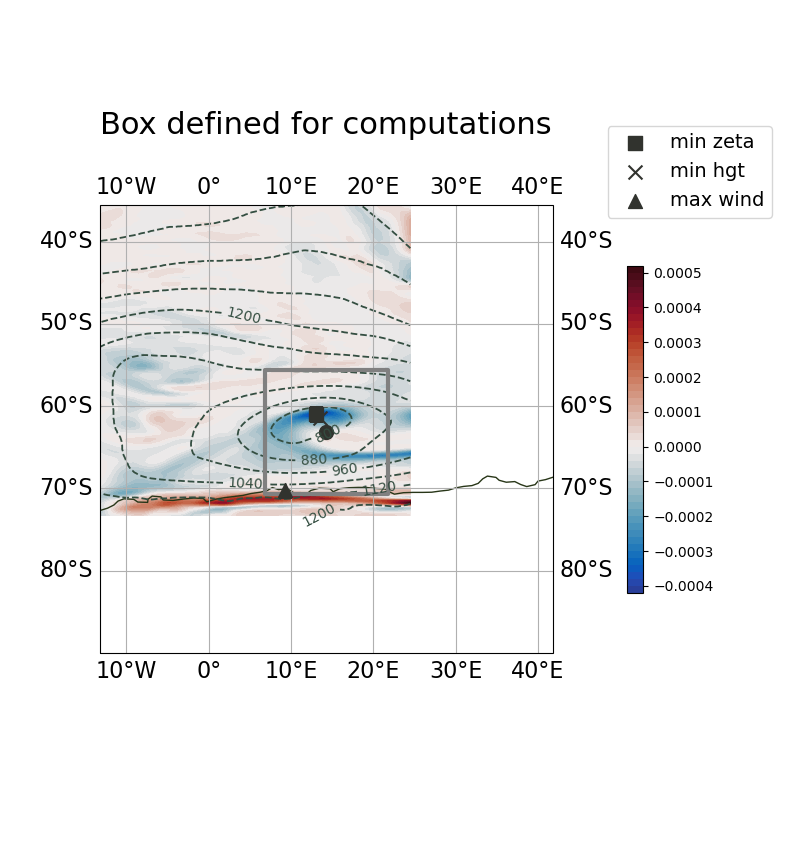 Box defined for computations
min zeta
min hgt
max wind
10°W 0° 10°E 20°E 30°E 40°E
40°S 40°S
50°S 50°S
60°S 60°S
70°S 70°S
80°S 80°S
10°W 0° 10°E 20°E 30°E 40°E
1200
880
960
1040
1120
1200
0.0005
0.0004
0.0003
0.0002
0.0001
0.0000
−0.0001
−0.0002
−0.0003
−0.0004